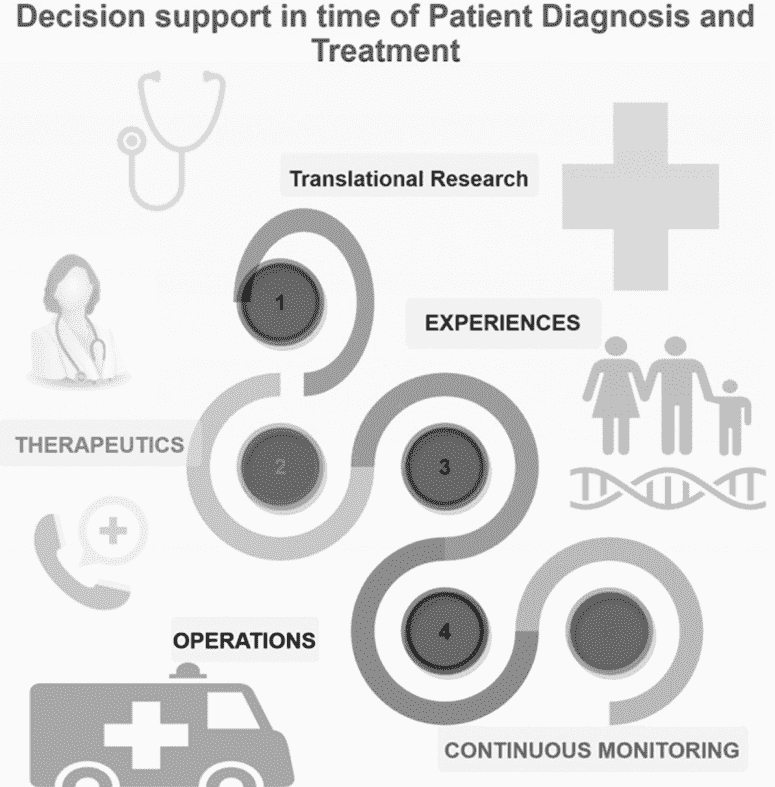 Decision support in time of Patient Diagnosis and
Treatment
Translational Research
1
EXPERIENCES
THERAPEUTICS
2
3
OPERATIONS
4
CONTINUOUS MONITORING